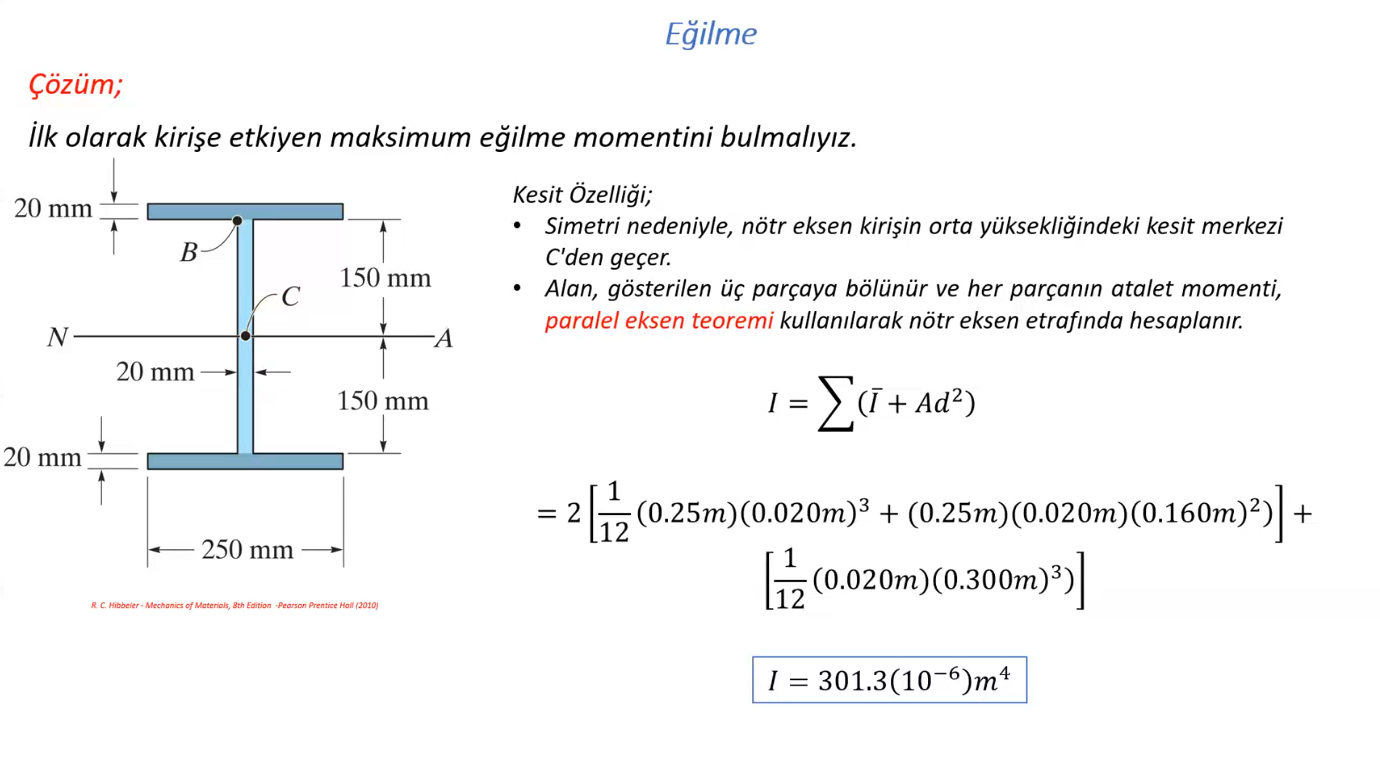 Eğilme
Çözüm;
İlk olarak kirişe etkiyen maksimum eğilme momentini bulmalıyız.
20 mm
B
150 mm
C
N
A
20 mm
150 mm
20 mm
250 mm
R. C. Hibbeler - Mechanics of Materials, 8th Edition -Pearson Prentice Hall (2010)
Kesit Özelliği;
• Simetri nedeniyle, nötr eksen kirişin orta yüksekliğindeki kesit merkezi
C'den geçer.
• Alan, gösterilen üç parçaya bölünür ve her parçanın atalet momenti,
paralel eksen teoremi kullanılarak nötr eksen etrafında hesaplanır.
I = ∑(Ī + Ad²)
= 2[1/12 (0.25m)(0.020m)³ + (0.25m)(0.020m)(0.160m)²)] +
[1/12 (0.020m)(0.300m)³)]
I = 301.3(10⁻⁶)m⁴